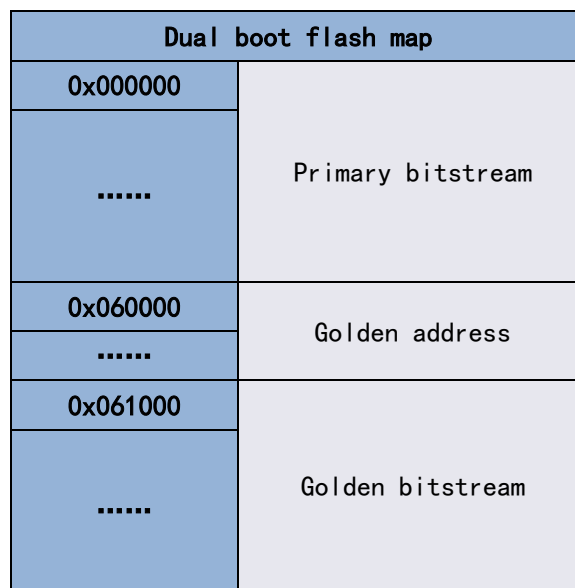 Dual boot flash map
0x000000
……
Primary bitstream
0x060000
……
Golden address
0x061000
……
Golden bitstream